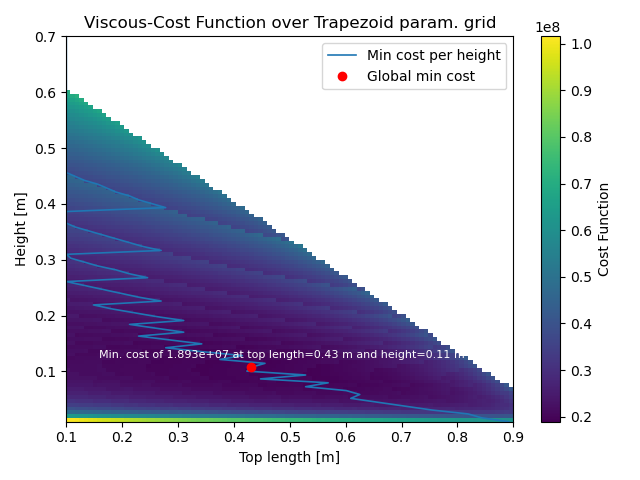 Viscous-Cost Function over Trapezoid param. grid
1e8
Min cost per height
Global min cost
0.7
0.6
0.5
0.4
0.3
0.2
0.1
Height [m]
Min. cost of 1.893e+07 at top length=0.43 m and height=0.11 m
0.1 0.2 0.3 0.4 0.5 0.6 0.7 0.8 0.9
Top length [m]
1.0
0.9
0.8
0.7
0.6
0.5
0.4
0.3
0.2
Cost Function